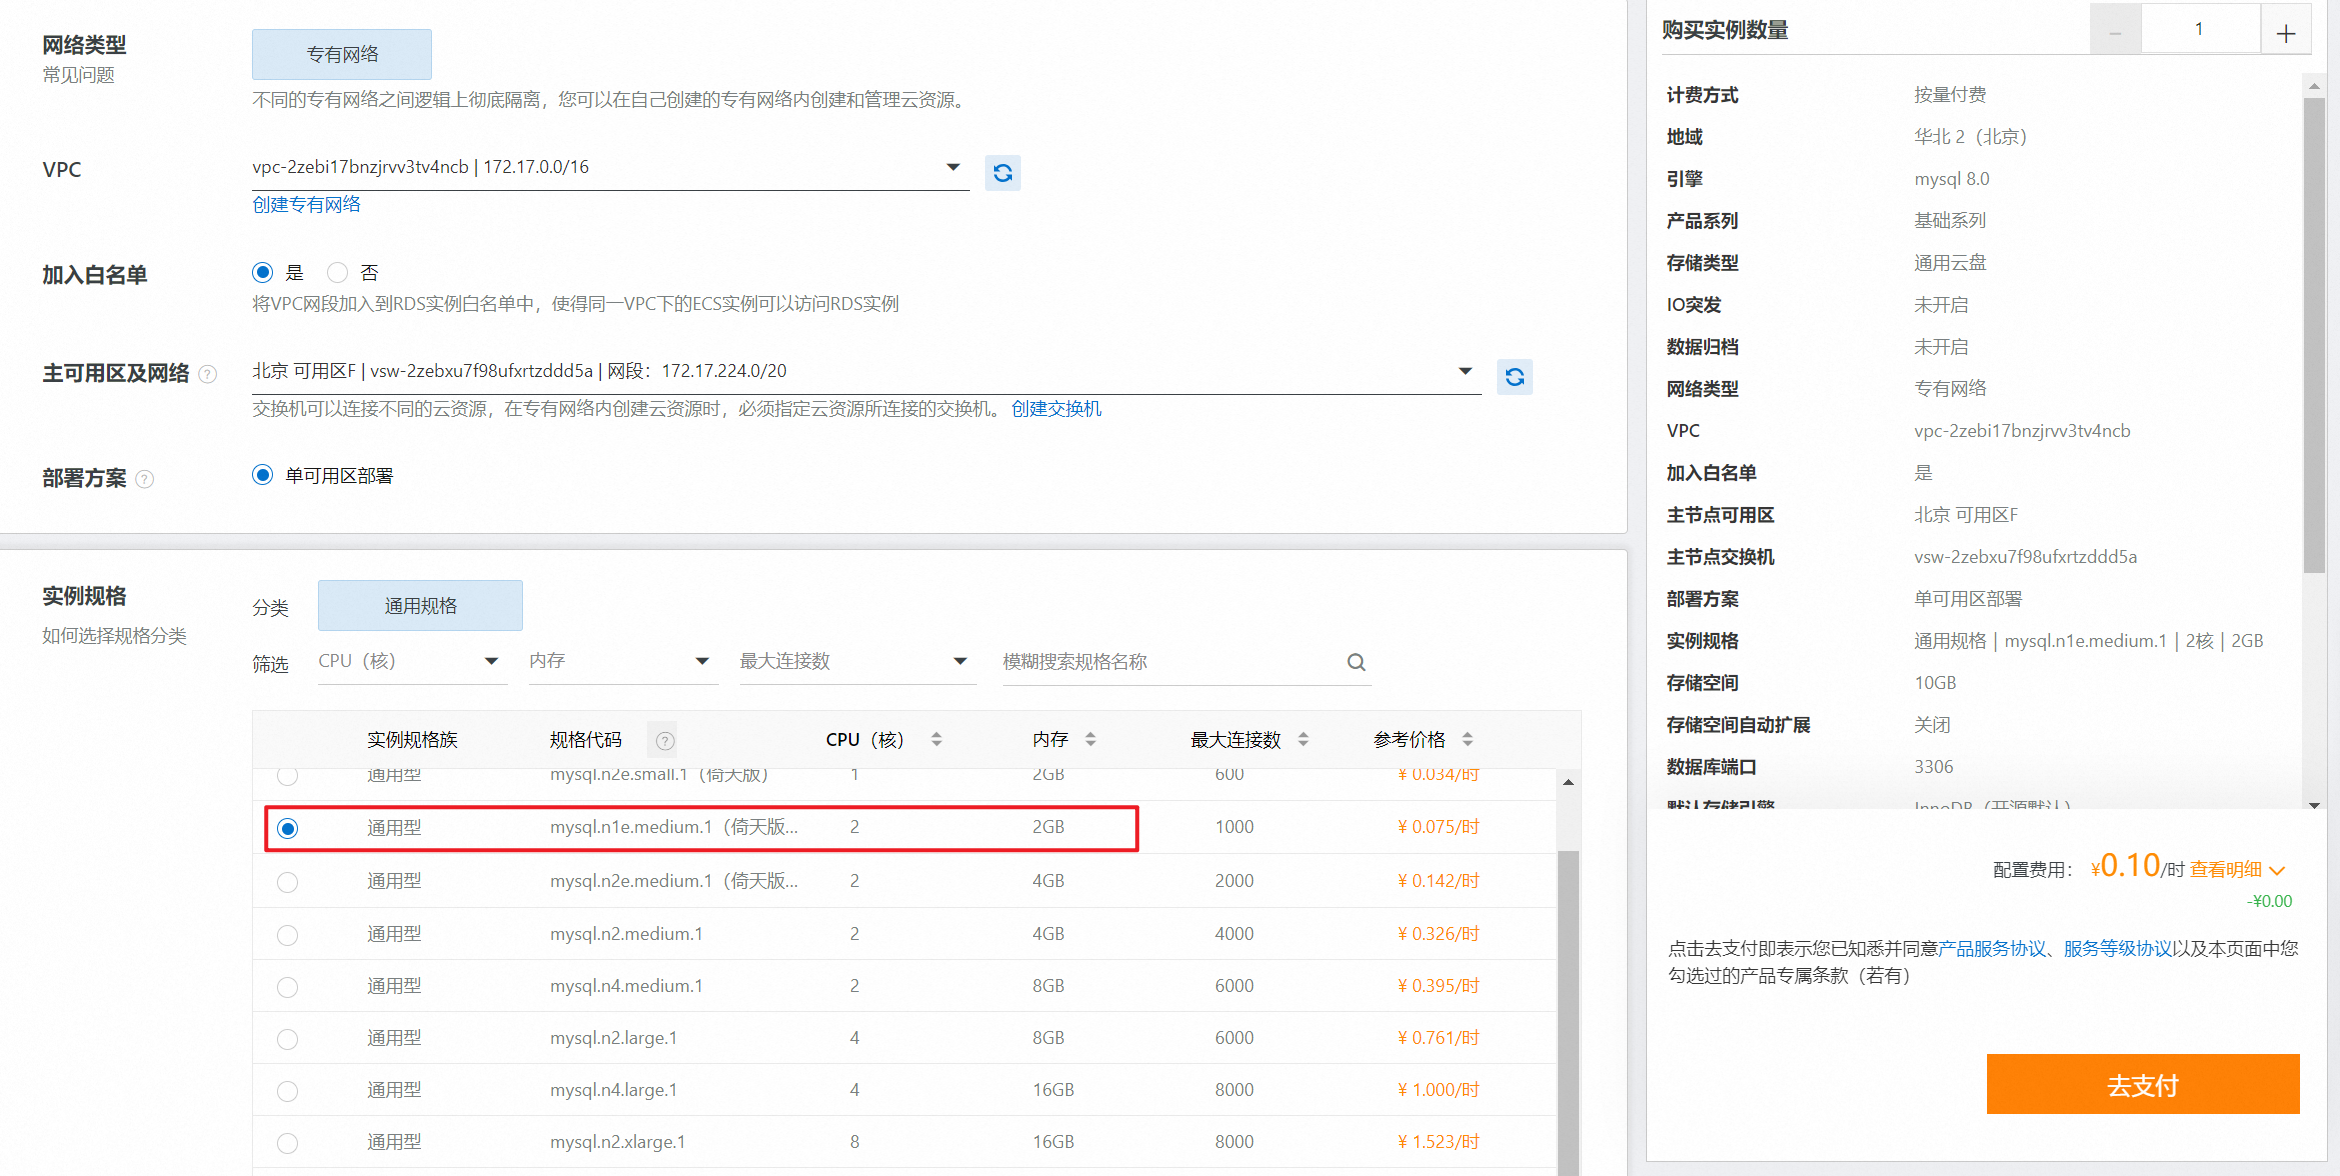 网络类型
常见问题
专有网络
不同的专有网络之间逻辑上彻底隔离，您可以在自己创建的专有网络内创建和管理云资源。
VPC
vpc-2zebi17bnzjrvv3tv4ncb | 172.17.0.0/16
创建专有网络
加入白名单
是 否
将VPC网段加入到RDS实例白名单中，使得同一VPC下的ECS实例可以访问RDS实例
主可用区及网络 ?
北京 可用区F | vsw-2zebxu7f98ufxrtzddd5a | 网段：172.17.224.0/20
交换机可以连接不同的云资源，在专有网络内创建云资源时，必须指定云资源所连接的交换机。 创建交换机
部署方案 ?
单可用区部署
实例规格
如何选择规格分类
分类 通用规格
筛选 CPU（核） 内存 最大连接数 模糊搜索规格名称
实例规格族 规格代码 ? CPU（核） 内存 最大连接数 参考价格
通用型 mysql.n2e.small.1（倚天版） 1 2GB 600 ¥ 0.034/时
通用型 mysql.n1e.medium.1（倚天版... 2 2GB 1000 ¥ 0.075/时
通用型 mysql.n2e.medium.1（倚天版... 2 4GB 2000 ¥ 0.142/时
通用型 mysql.n2.medium.1 2 4GB 4000 ¥ 0.326/时
通用型 mysql.n4.medium.1 2 8GB 6000 ¥ 0.395/时
通用型 mysql.n2.large.1 4 8GB 6000 ¥ 0.761/时
通用型 mysql.n4.large.1 4 16GB 8000 ¥ 1.000/时
通用型 mysql.n2.xlarge.1 8 16GB 8000 ¥ 1.523/时
购买实例数量 − 1 +
计费方式 按量付费
地域 华北 2（北京）
引擎 mysql 8.0
产品系列 基础系列
存储类型 通用云盘
IO突发 未开启
数据归档 未开启
网络类型 专有网络
VPC vpc-2zebi17bnzjrvv3tv4ncb
加入白名单 是
主节点可用区 北京 可用区F
主节点交换机 vsw-2zebxu7f98ufxrtzddd5a
部署方案 单可用区部署
实例规格 通用规格 | mysql.n1e.medium.1 | 2核 | 2GB
存储空间 10GB
存储空间自动扩展 关闭
数据库端口 3306
默认存储引擎 InnoDB（开源默认）
配置费用： ¥0.10/时 查看明细
-¥0.00
点击去支付即表示您已知悉并同意产品服务协议、服务等级协议以及本页面中您
勾选过的产品专属条款（若有）
去支付